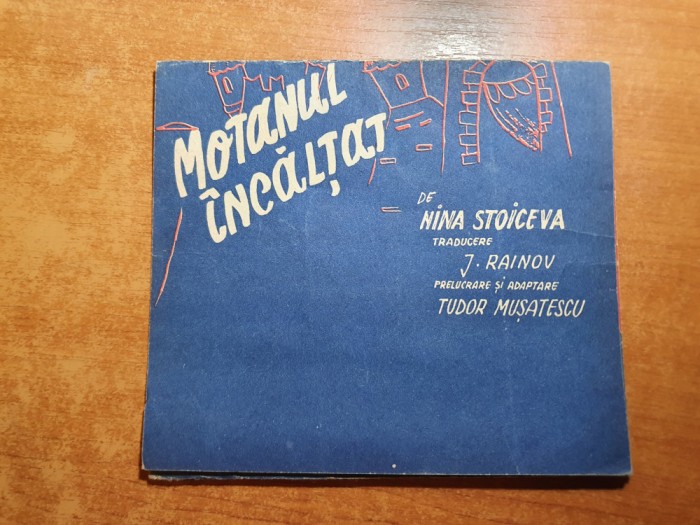 MOTANUL
ÎNCĂLȚAT
DE
NINA STOICEVA
TRADUCERE
J. RAINOV
PRELUCRARE ȘI ADAPTARE
TUDOR MUȘATESCU